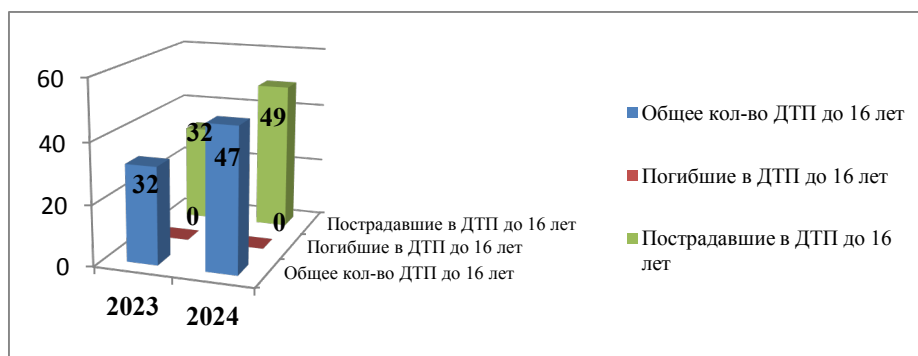 60
40
20
0
32
0
47
32
0
49
2023
2024
Пострадавшие в ДТП до 16 лет
Погибшие в ДТП до 16 лет
Общее кол-во ДТП до 16 лет
Общее кол-во ДТП до 16 лет
Погибшие в ДТП до 16 лет
Пострадавшие в ДТП до 16
лет